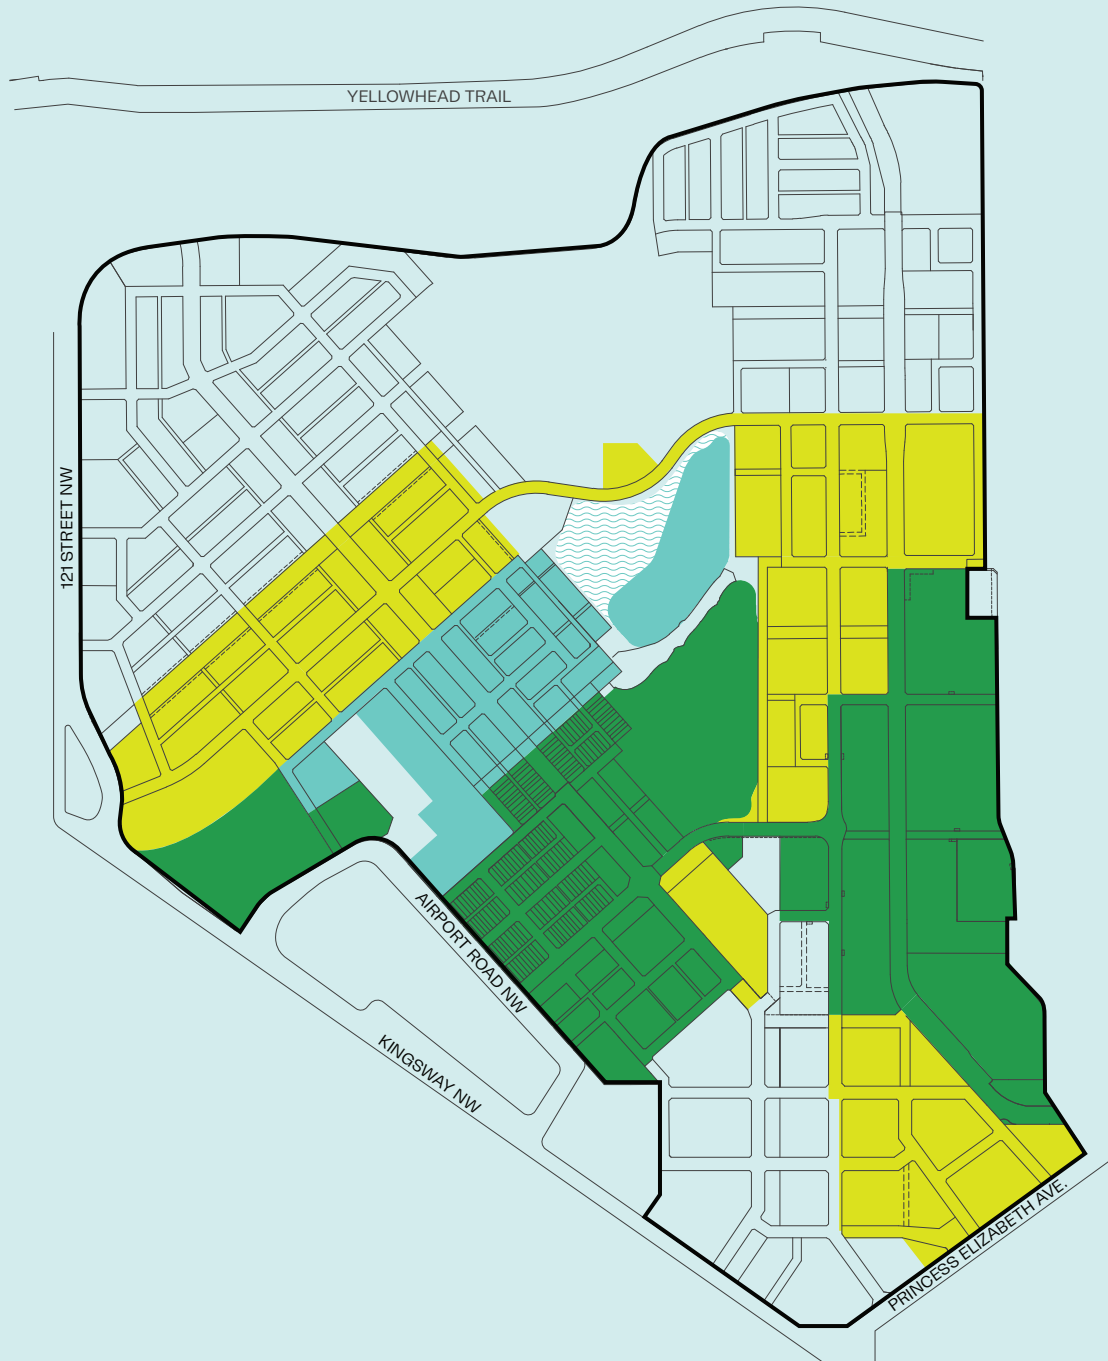 YELLOWHEAD TRAIL
121 STREET NW
AIRPORT ROAD NW
KINGSWAY NW
PRINCESS ELIZABETH AVE.